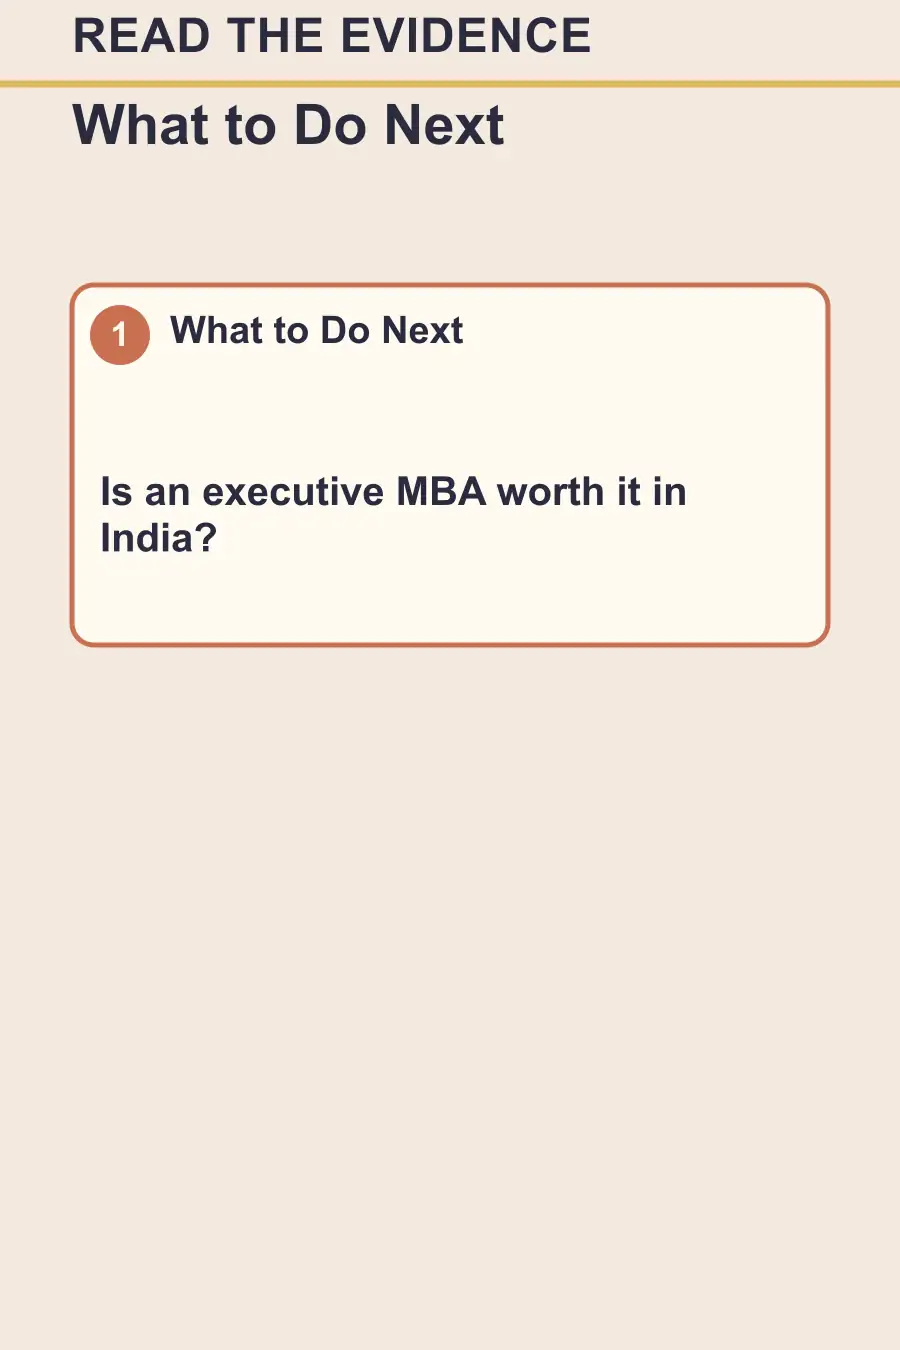 READ THE EVIDENCE
What to Do Next
1 What to Do Next
Is an executive MBA worth it in
India?